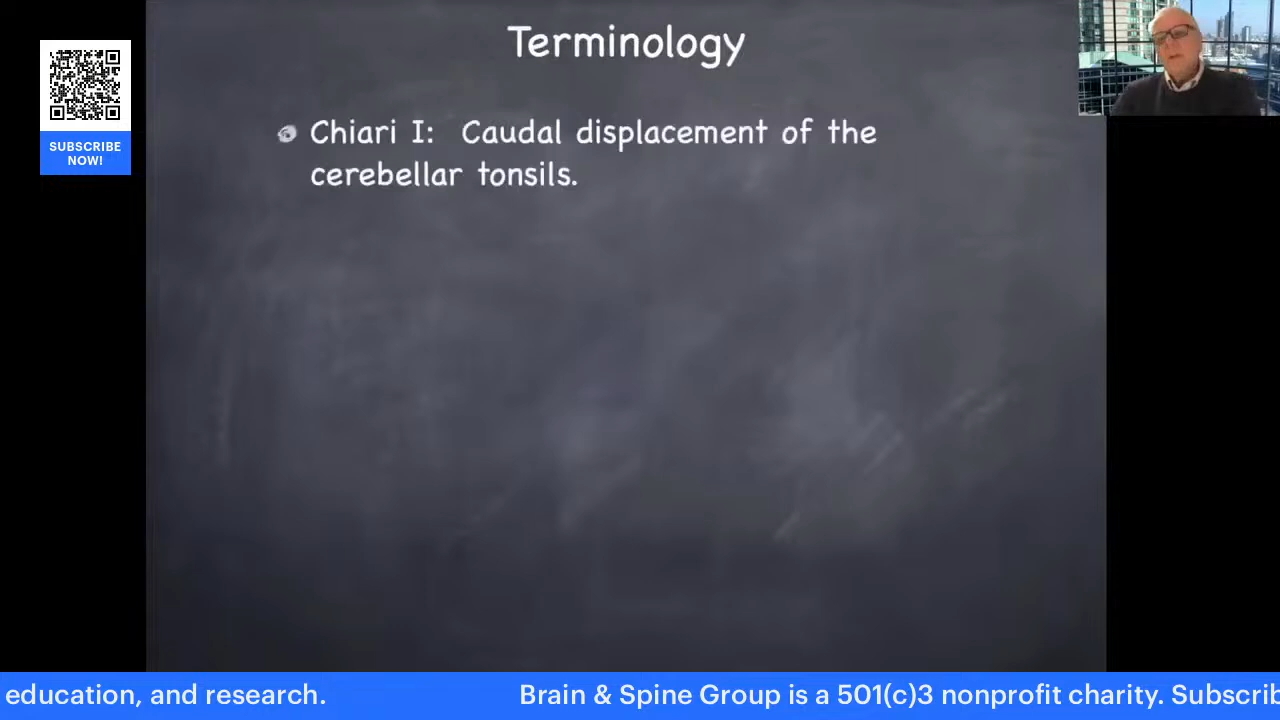 Terminology
SUBSCRIBE
NOW!
Chiari I: Caudal displacement of the
cerebellar tonsils.
education, and research.
Brain & Spine Group is a 501(c)3 nonprofit charity. Subscrib